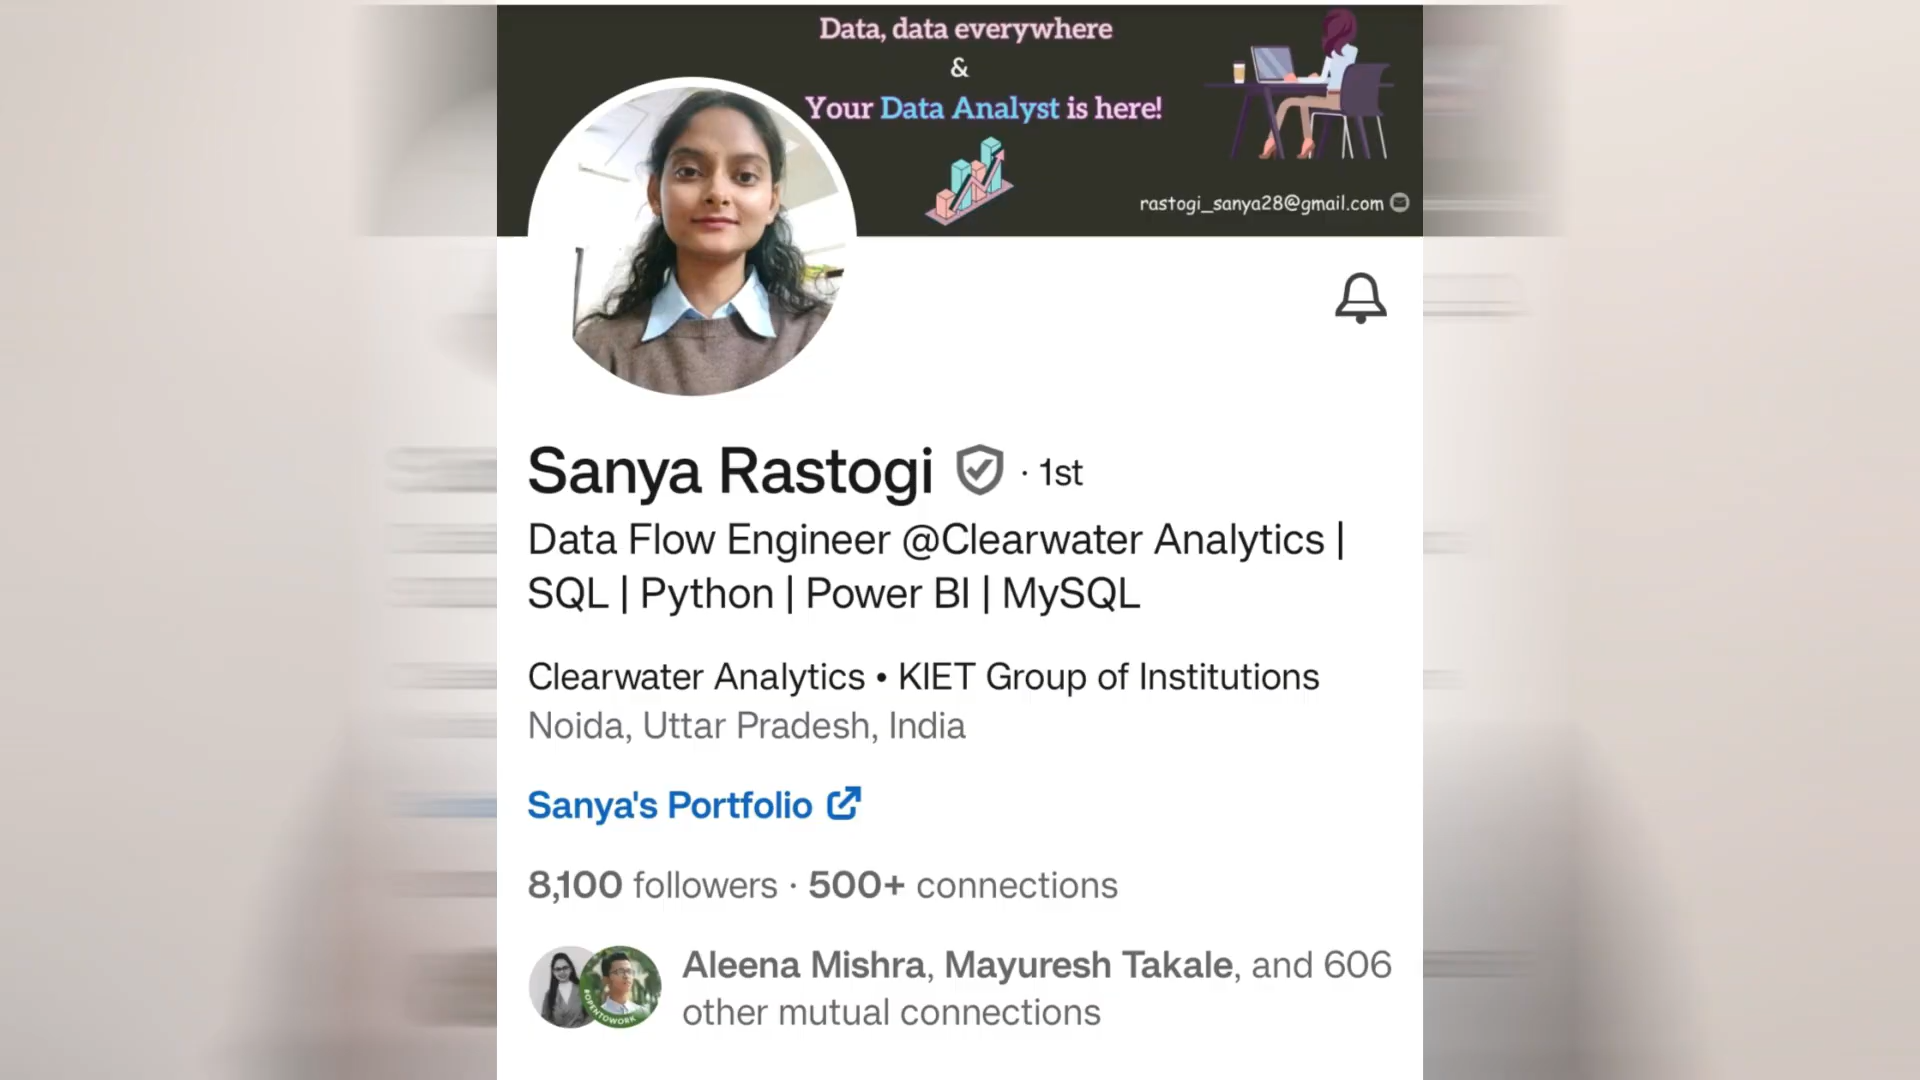 Data, data everywhere
&
Your Data Analyst is here!
rastogi_sanya28@gmail.com
Sanya Rastogi · 1st
Data Flow Engineer @Clearwater Analytics |
SQL | Python | Power BI | MySQL
Clearwater Analytics • KIET Group of Institutions
Noida, Uttar Pradesh, India
Sanya's Portfolio
8,100 followers · 500+ connections
#OPENTOWORK
Aleena Mishra, Mayuresh Takale, and 606
other mutual connections